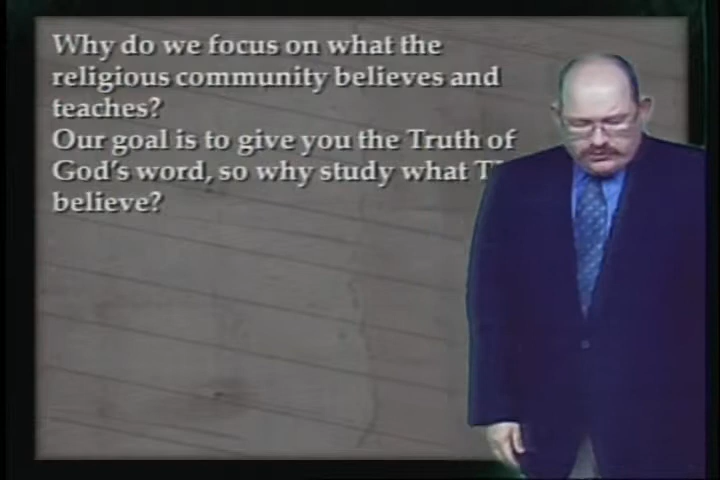 Why do we focus on what the
religious community believes and
teaches?
Our goal is to give you the Truth of
God's word, so why study what
believe?